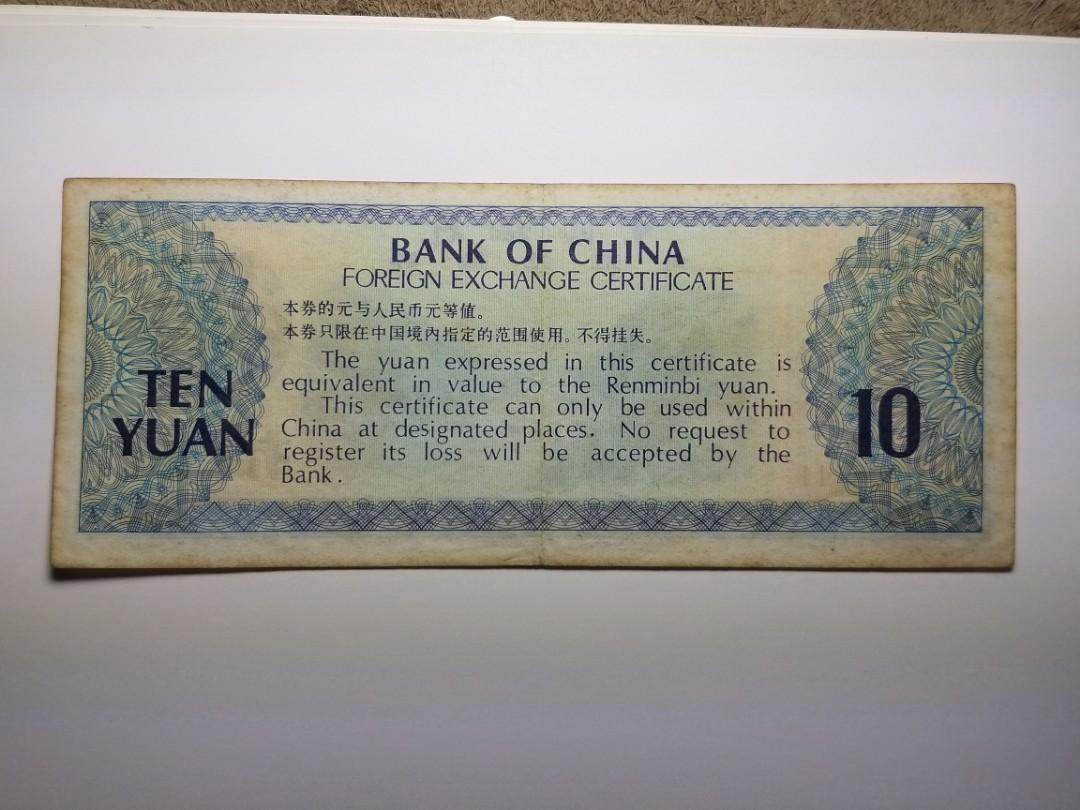 BANK OF CHINA
FOREIGN EXCHANGE CERTIFICATE
本券的元与人民币元等值。
本券只限在中国境内指定的范围使用。不得挂失。
The yuan expressed in this certificate is
equivalent in value to the Renminbi yuan.
This certificate can only be used within
China at designated places. No request to
register its loss will be accepted by the
Bank.
TEN
YUAN
10